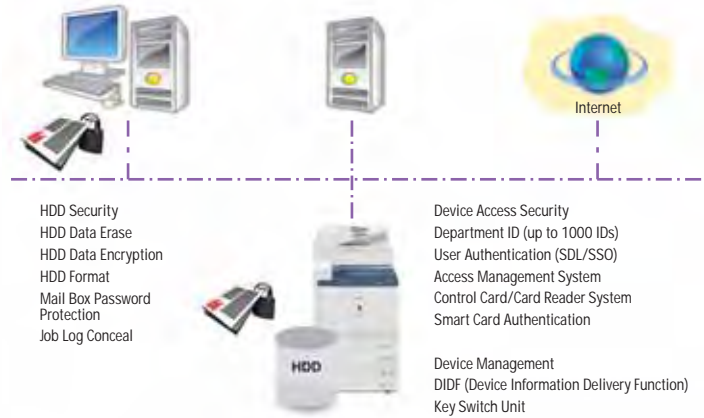 Internet
HDD Security
HDD Data Erase
HDD Data Encryption
HDD Format
Mail Box Password
Protection
Job Log Conceal
HDD
Device Access Security
Department ID (up to 1000 IDs)
User Authentication (SDL/SSO)
Access Management System
Control Card/Card Reader System
Smart Card Authentication
Device Management
DIDF (Device Information Delivery Function)
Key Switch Unit